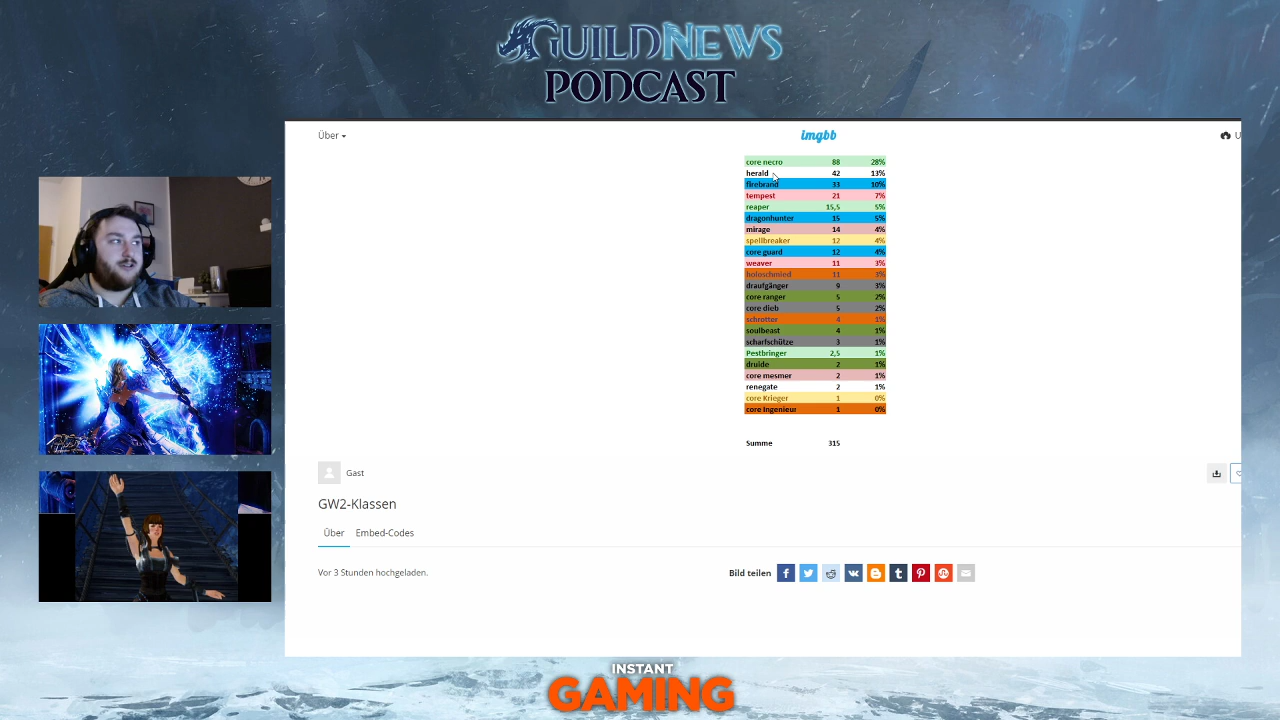 GUILDNEWS
PODCAST
Über
imgbb
U
core necro 88 28%
herald 42 13%
firebrand 33 10%
tempest 21 7%
reaper 15,5 5%
dragonhunter 15 5%
mirage 14 4%
spellbreaker 12 4%
core guard 12 4%
weaver 11 3%
holoschmied 11 3%
draufgänger 9 3%
core ranger 5 2%
core dieb 5 2%
schrotter 4 1%
soulbeast 4 1%
scharfschütze 3 1%
Pestbringer 2,5 1%
druide 2 1%
core mesmer 2 1%
renegate 2 1%
core Krieger 1 0%
core Ingenieur 1 0%
Summe 315
Gast
GW2-Klassen
Über Embed-Codes
Vor 3 Stunden hochgeladen.
Bild teilen
INSTANT
GAMING